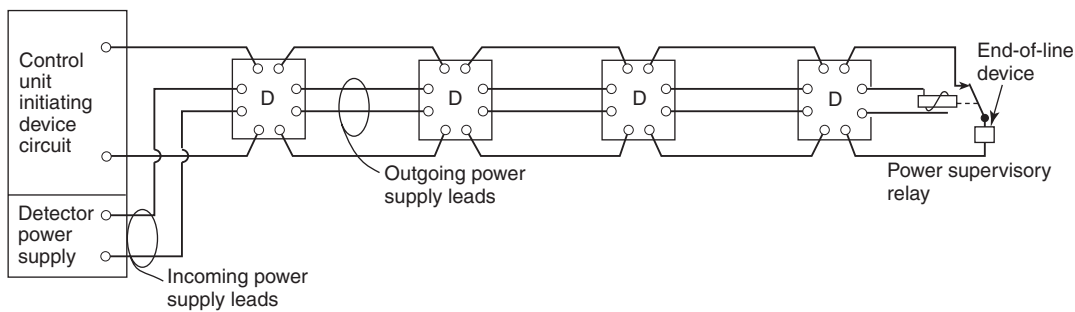 Control
unit
initiating
device
circuit
Detector
power
supply
D
D
D
D
End-of-line
device
Outgoing power
supply leads
Power supervisory
relay
Incoming power
supply leads